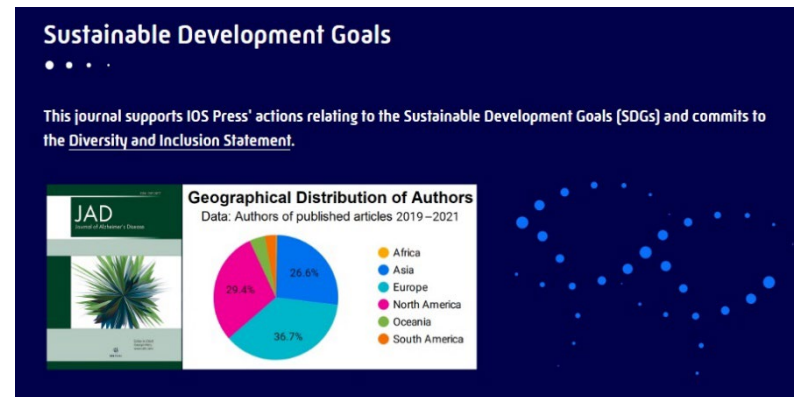 Sustainable Development Goals
This journal supports IOS Press' actions relating to the Sustainable Development Goals (SDGs) and commits to
the Diversity and Inclusion Statement.
JAD
Journal of Alzheimer's Disease
Geographical Distribution of Authors
Data: Authors of published articles 2019–2021
26.6%
29.4%
36.7%
Africa
Asia
Europe
North America
Oceania
South America